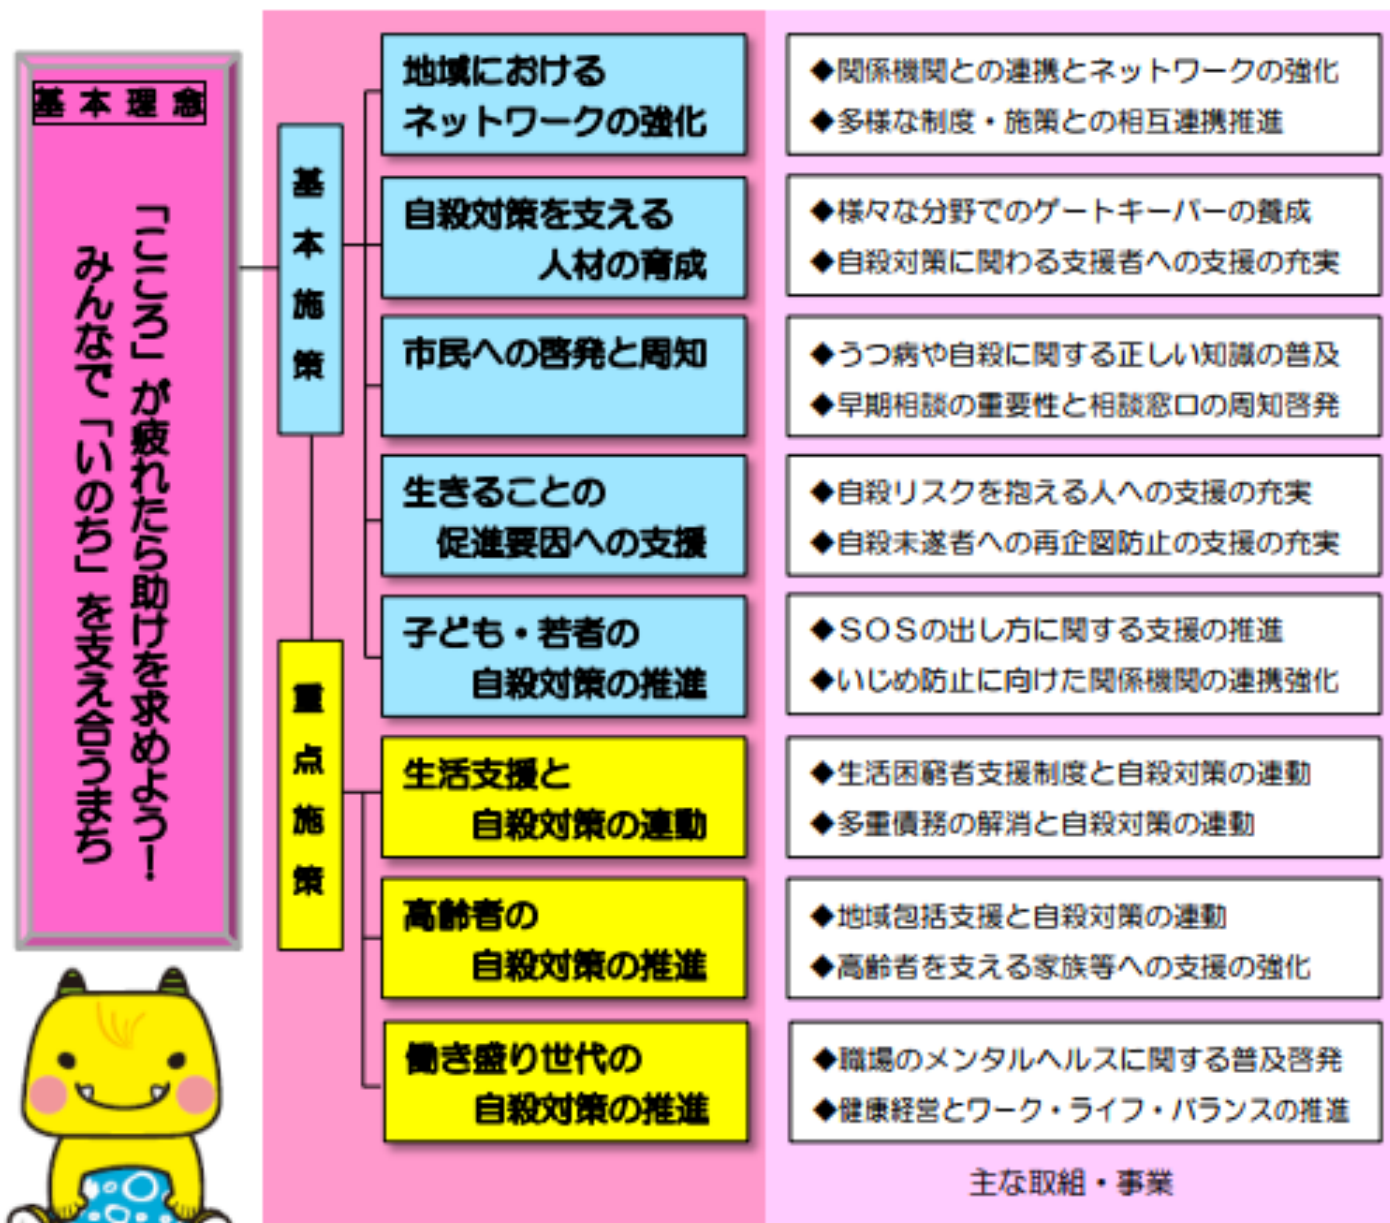 基本理念
「こころ」が疲れたら助けを求めよう！
みんなで「いのち」を支え合うまち
基本施策
地域における
ネットワークの強化
◆関係機関との連携とネットワークの強化
◆多様な制度・施策との相互連携推進
自殺対策を支える
人材の育成
◆様々な分野でのゲートキーパーの養成
◆自殺対策に関わる支援者への支援の充実
市民への啓発と周知
◆うつ病や自殺に関する正しい知識の普及
◆早期相談の重要性と相談窓口の周知啓発
生きることの
促進要因への支援
◆自殺リスクを抱える人への支援の充実
◆自殺未遂者への再企図防止の支援の充実
子ども・若者の
自殺対策の推進
◆ＳＯＳの出し方に関する支援の推進
◆いじめ防止に向けた関係機関の連携強化
重点施策
生活支援と
自殺対策の連動
◆生活困窮者支援制度と自殺対策の連動
◆多重債務の解消と自殺対策の連動
高齢者の
自殺対策の推進
◆地域包括支援と自殺対策の連動
◆高齢者を支える家族等への支援の強化
働き盛り世代の
自殺対策の推進
◆職場のメンタルヘルスに関する普及啓発
◆健康経営とワーク・ライフ・バランスの推進
主な取組・事業